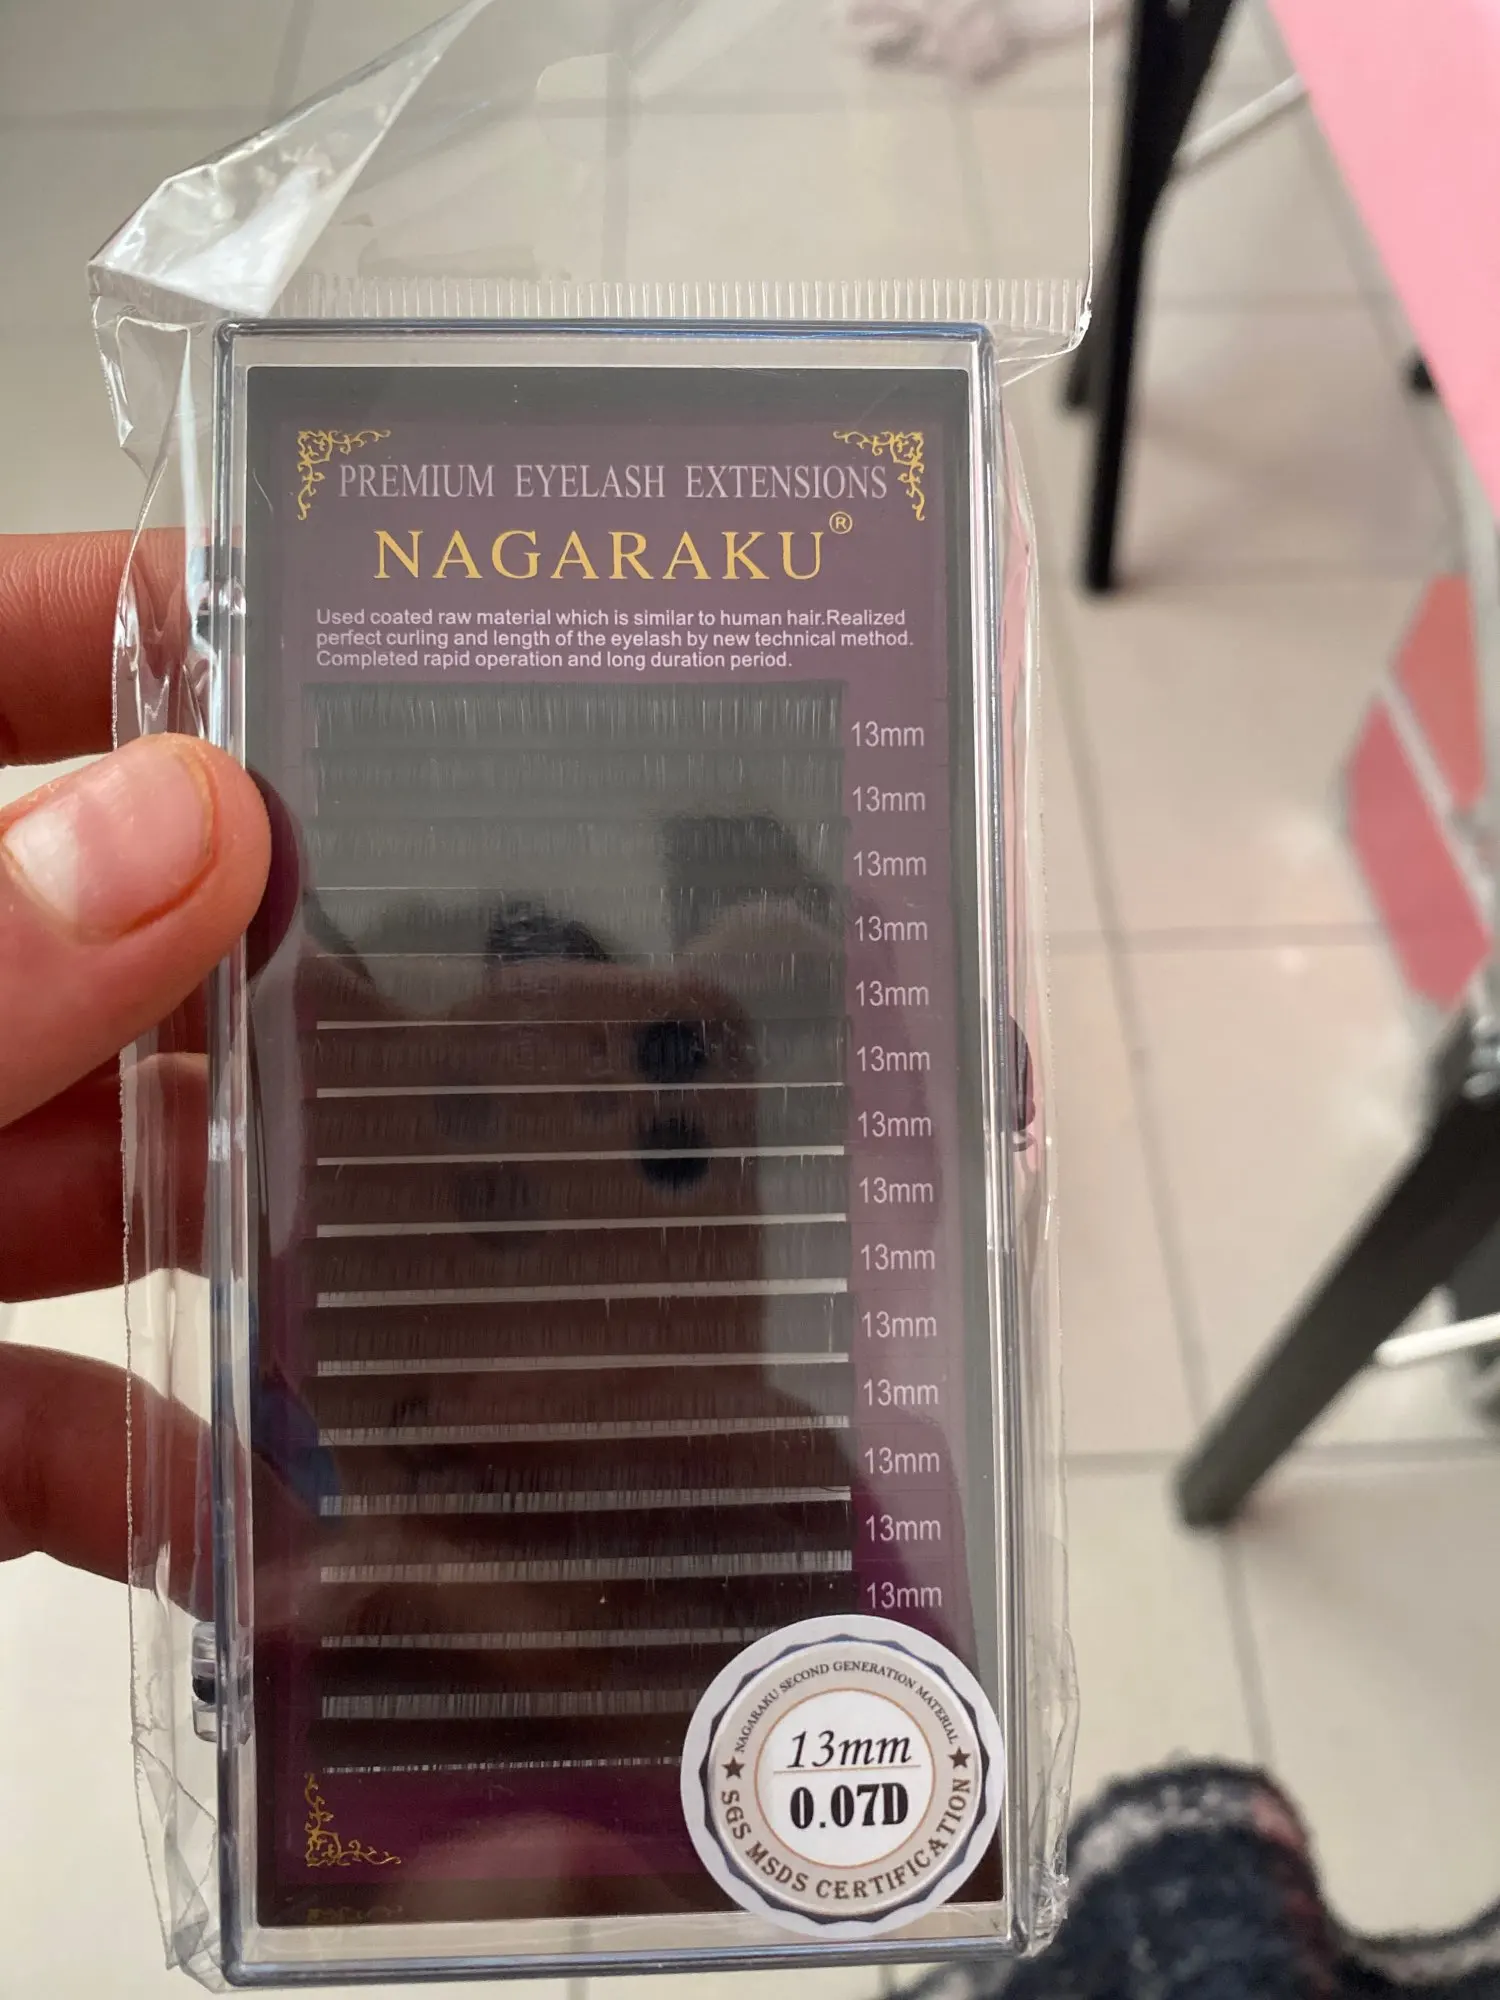 PREMIUM EYELASH EXTENSIONS
NAGARAKU®
Used coated raw material which is similar to human hair.Realized
perfect curling and length of the eyelash by new technical method.
Completed rapid operation and long duration period.
13mm
13mm
13mm
13mm
13mm
13mm
13mm
13mm
13mm
13mm
13mm
13mm
13mm
13mm
★ NAGARAKU SECOND GENERATION MATERIAL ★
13mm
0.07D
SGS MSDS CERTIFICATION